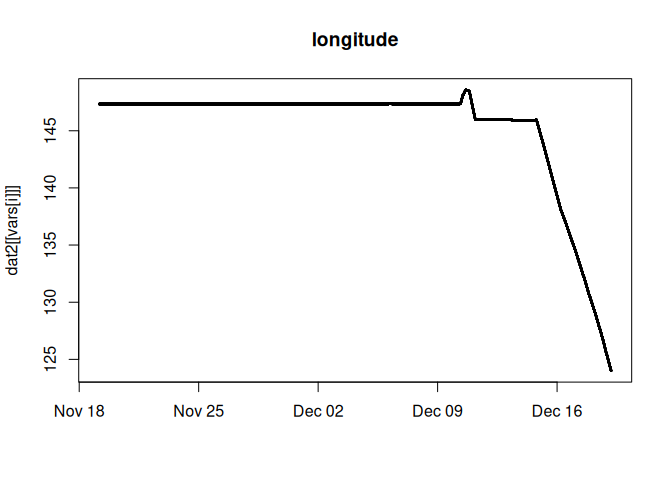 longitude
dat2[[vars[i]]]
145
140
135
130
125
Nov 18
Nov 25
Dec 02
Dec 09
Dec 16